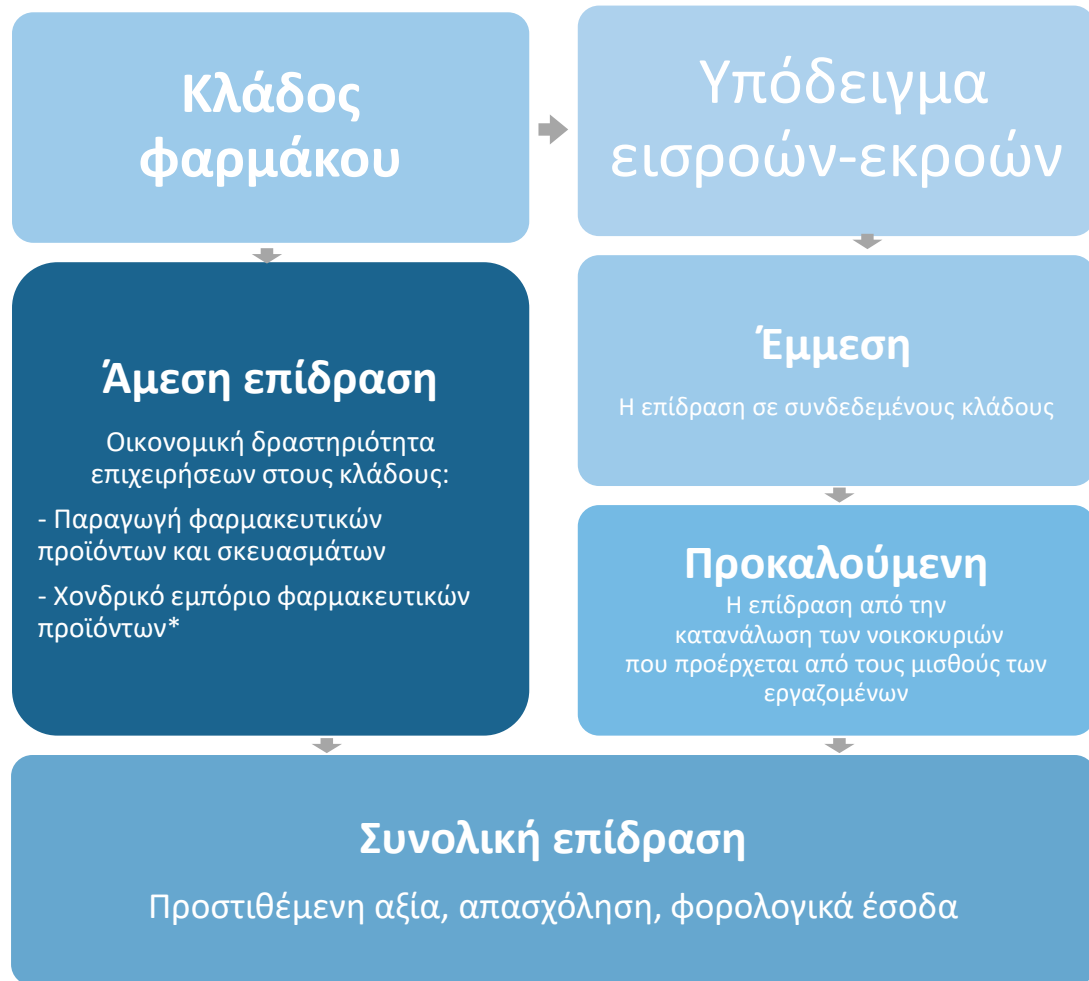 Κλάδος
φαρμάκου
Υπόδειγμα
εισροών-εκροών
Άμεση επίδραση
Οικονομική δραστηριότητα
επιχειρήσεων στους κλάδους:
- Παραγωγή φαρμακευτικών
προϊόντων και σκευασμάτων
- Χονδρικό εμπόριο φαρμακευτικών
προϊόντων*
Έμμεση
Η επίδραση σε συνδεδεμένους κλάδους
Προκαλούμενη
Η επίδραση από την
κατανάλωση των νοικοκυριών
που προέρχεται από τους μισθούς των
εργαζομένων
Συνολική επίδραση
Προστιθέμενη αξία, απασχόληση, φορολογικά έσοδα